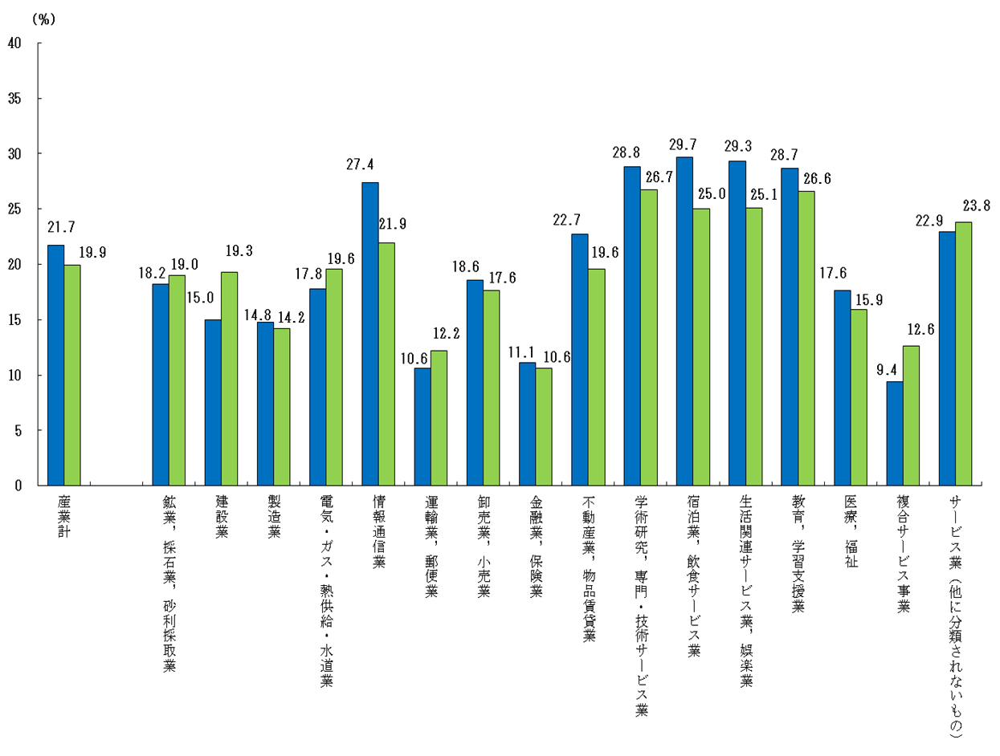 (％)
40
35
30
25
20
15
10
5
0
21.7
19.9
18.2
19.0
15.0
19.3
14.8
14.2
17.8
19.6
27.4
21.9
10.6
12.2
18.6
17.6
11.1
10.6
22.7
19.6
28.8
26.7
29.7
25.0
29.3
25.1
28.7
26.6
17.6
15.9
9.4
12.6
22.9
23.8
産業計
鉱業，採石業，砂利採取業
建設業
製造業
電気・ガス・熱供給・水道業
情報通信業
運輸業，郵便業
卸売業，小売業
金融業，保険業
不動産業，物品賃貸業
学術研究，専門・技術サービス業
宿泊業，飲食サービス業
生活関連サービス業，娯楽業
教育，学習支援業
医療，福祉
複合サービス事業
サービス業（他に分類されないもの）